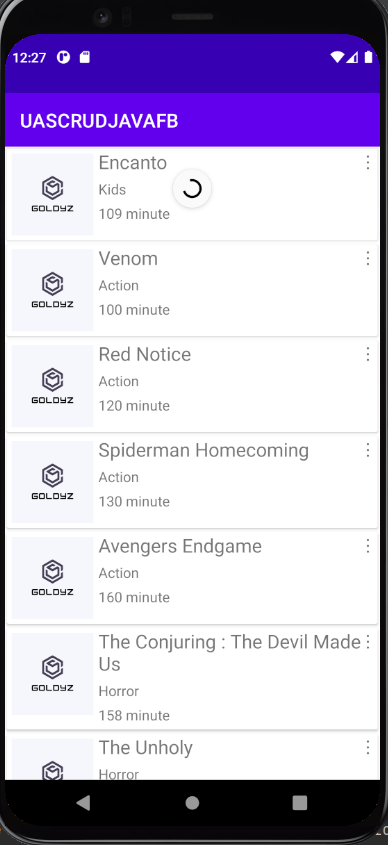 12:27
UASCRUDJAVAFB
GOLDYZ
Encanto
Kids
109 minute
GOLDYZ
Venom
Action
100 minute
GOLDYZ
Red Notice
Action
120 minute
GOLDYZ
Spiderman Homecoming
Action
130 minute
GOLDYZ
Avengers Endgame
Action
160 minute
GOLDYZ
The Conjuring : The Devil Made
Us
Horror
158 minute
The Unholy
Horror